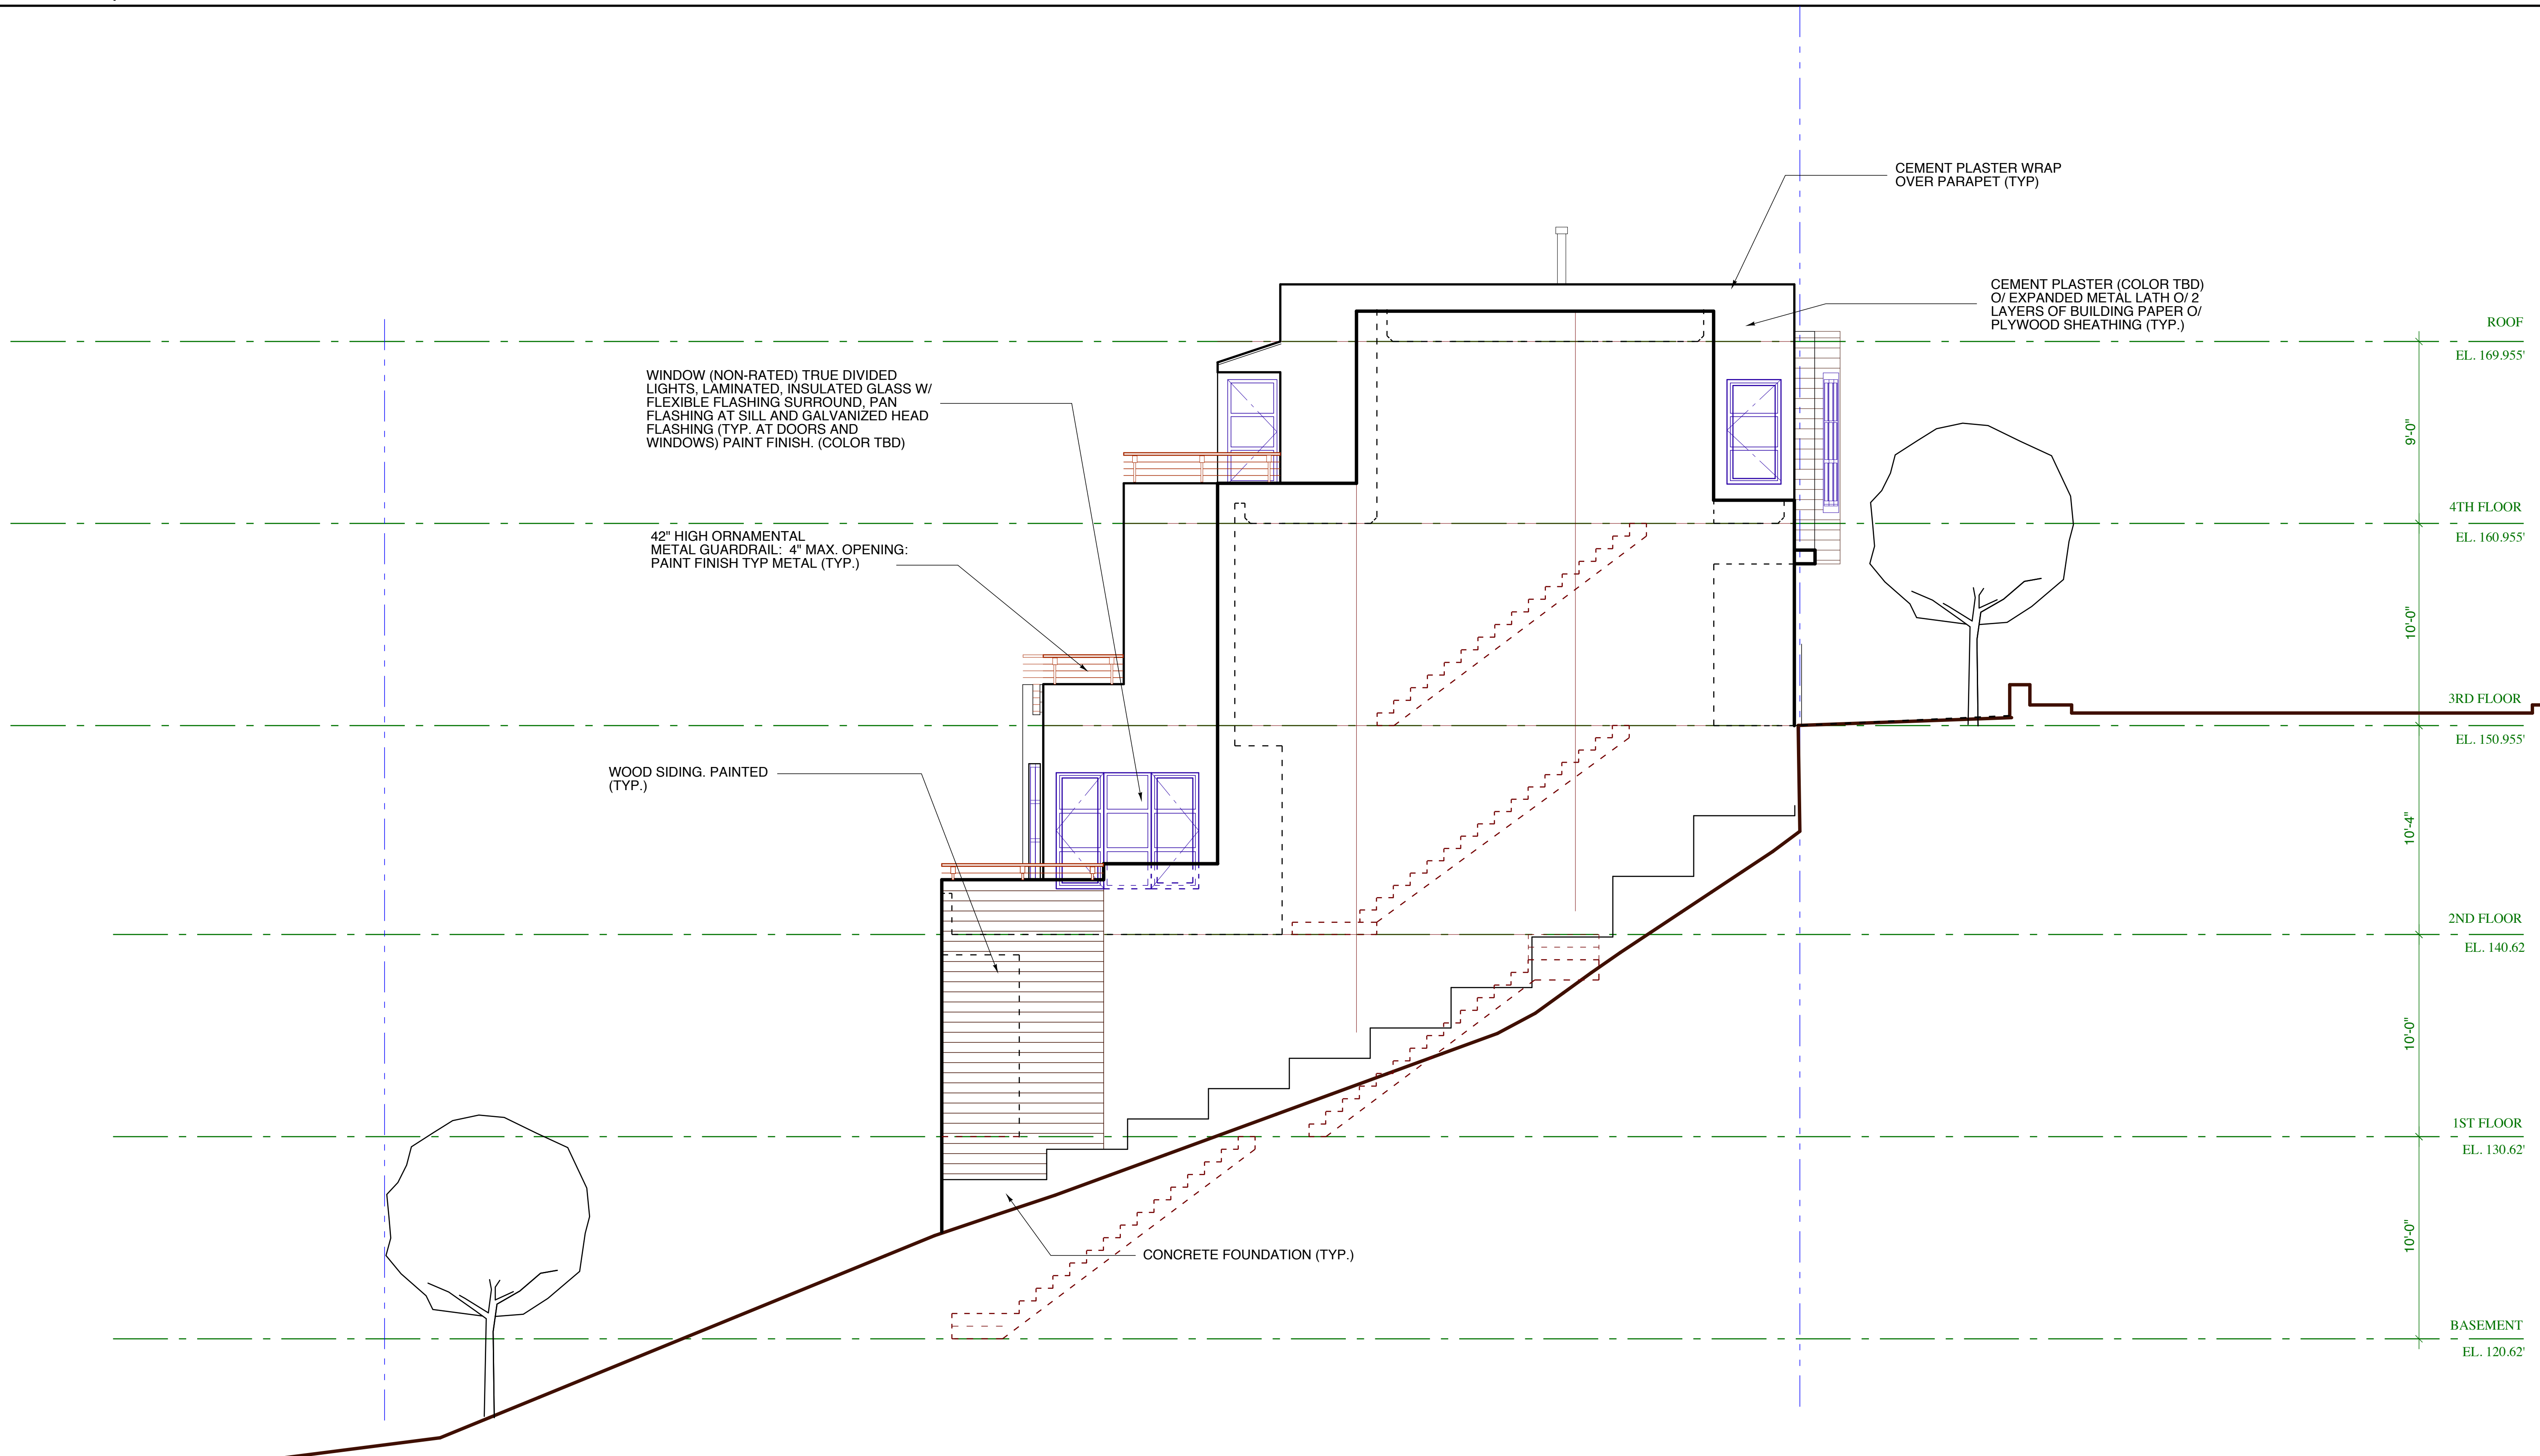 CEMENT PLASTER WRAP
OVER PARAPET (TYP)
CEMENT PLASTER (COLOR TBD)
O/ EXPANDED METAL LATH O/ 2
LAYERS OF BUILDING PAPER O/
PLYWOOD SHEATHING (TYP.)
ROOF
EL. 169.955'
WINDOW (NON-RATED) TRUE DIVIDED
LIGHTS, LAMINATED, INSULATED GLASS W/
FLEXIBLE FLASHING SURROUND, PAN
FLASHING AT SILL AND GALVANIZED HEAD
FLASHING (TYP. AT DOORS AND
WINDOWS) PAINT FINISH. (COLOR TBD)
9'-0"
4TH FLOOR
EL. 160.955'
42" HIGH ORNAMENTAL
METAL GUARDRAIL:  4" MAX. OPENING:
PAINT FINISH TYP METAL (TYP.)
10'-0"
3RD FLOOR
EL. 150.955'
WOOD SIDING. PAINTED
(TYP.)
10'-4"
2ND FLOOR
EL. 140.62
10'-0"
1ST FLOOR
EL. 130.62'
10'-0"
CONCRETE FOUNDATION (TYP.)
BASEMENT
EL. 120.62'